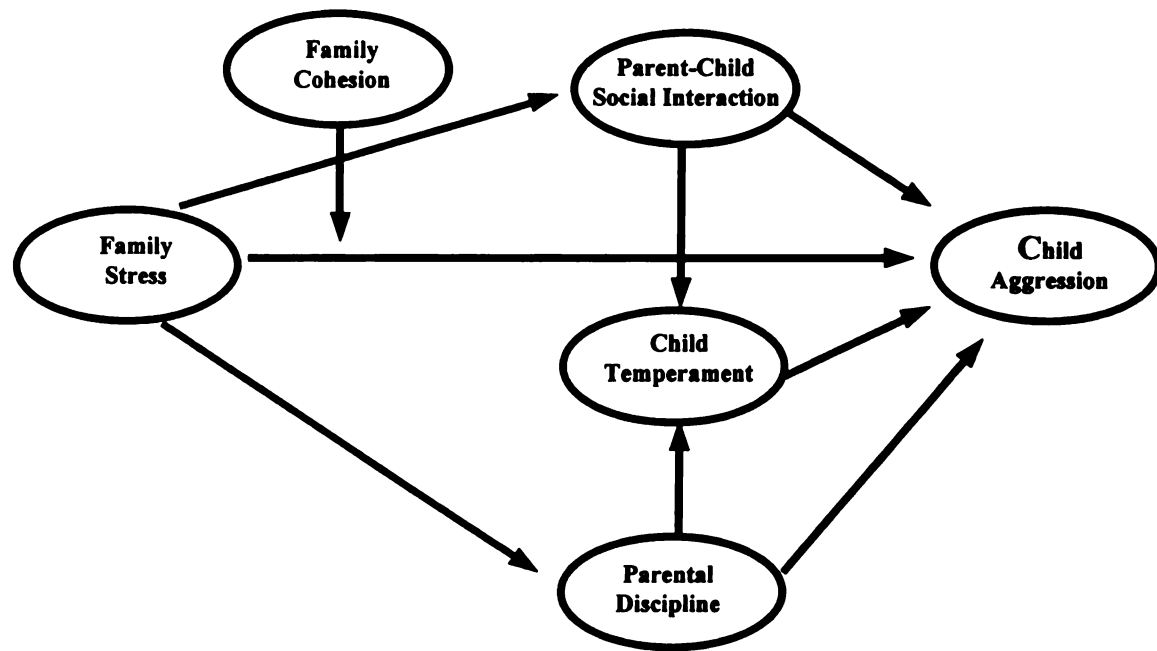 Family
Cohesion
Parent-Child
Social Interaction
Family
Stress
Child
Aggression
Child
Temperament
Parental
Discipline